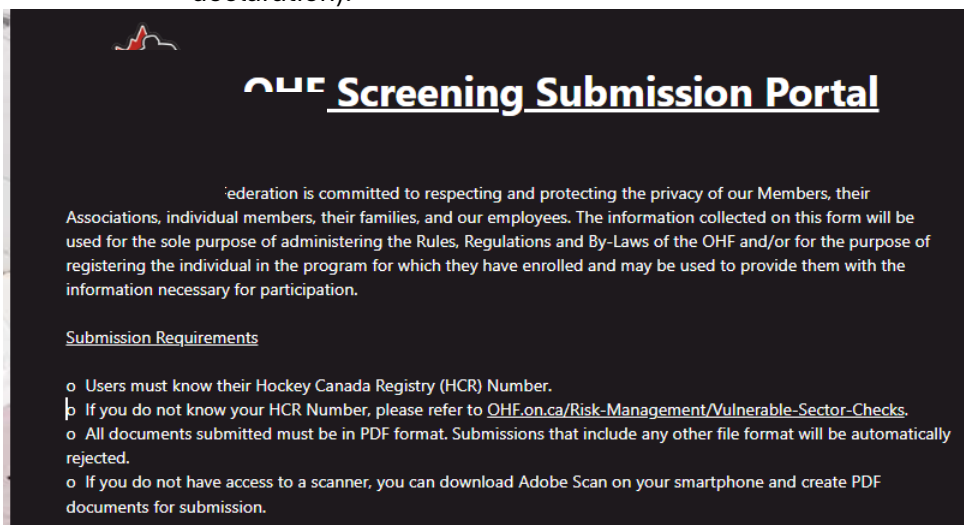 Screening Submission Portal
Federation is committed to respecting and protecting the privacy of our Members, their
Associations, individual members, their families, and our employees. The information collected on this form will be
used for the sole purpose of administering the Rules, Regulations and By-Laws of the OHF and/or for the purpose of
registering the individual in the program for which they have enrolled and may be used to provide them with the
information necessary for participation.
Submission Requirements
o Users must know their Hockey Canada Registry (HCR) Number.
o If you do not know your HCR Number, please refer to OHF.on.ca/Risk-Management/Vulnerable-Sector-Checks.
o All documents submitted must be in PDF format. Submissions that include any other file format will be automatically
rejected.
o If you do not have access to a scanner, you can download Adobe Scan on your smartphone and create PDF
documents for submission.